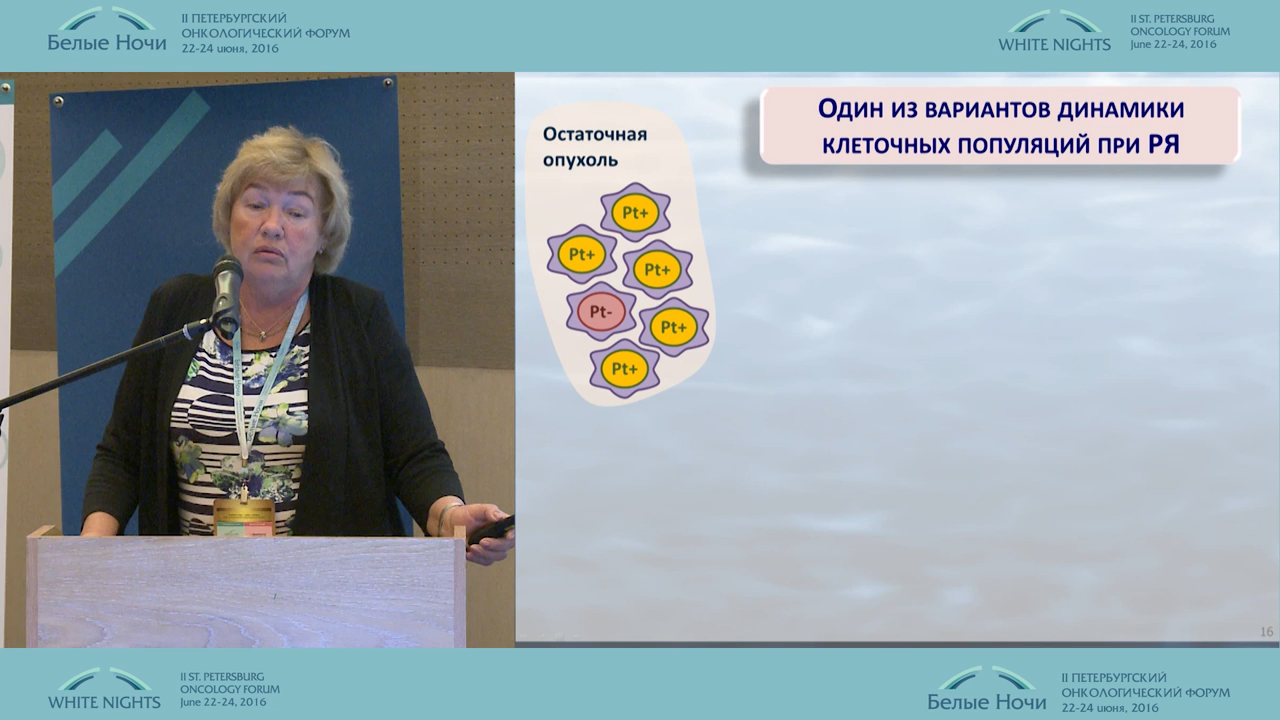 Белые Ночи
II ПЕТЕРБУРГСКИЙ
ОНКОЛОГИЧЕСКИЙ ФОРУМ
22-24 июня, 2016
WHITE NIGHTS
II ST. PETERSBURG
ONCOLOGY FORUM
June 22-24, 2016
Один из вариантов динамики
клеточных популяций при РЯ
Остаточная
опухоль
Pt+
Pt+
Pt+
Pt-
Pt+
Pt+
16
WHITE NIGHTS
II ST. PETERSBURG
ONCOLOGY FORUM
June 22-24, 2016
Белые Ночи
II ПЕТЕРБУРГСКИЙ
ОНКОЛОГИЧЕСКИЙ ФОРУМ
22-24 июня, 2016